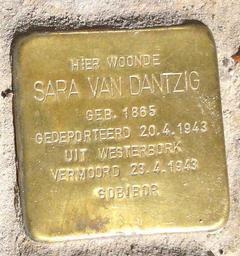 HIER WOONDE
SARA VAN DANTZIG
GEB. 1865
GEDEPORTEERD 20.4.1943
UIT WESTERBORK
VERMOORD 23.4.1943
SOBIBOR